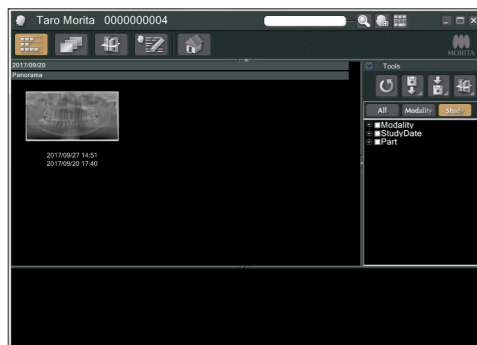 Taro Morita 0000000004
MORITA
2017/09/20
Panorama
2017/09/27 14:51
2017/09/20 17:40
Tools
All Modality Study
Modality
StudyDate
Part